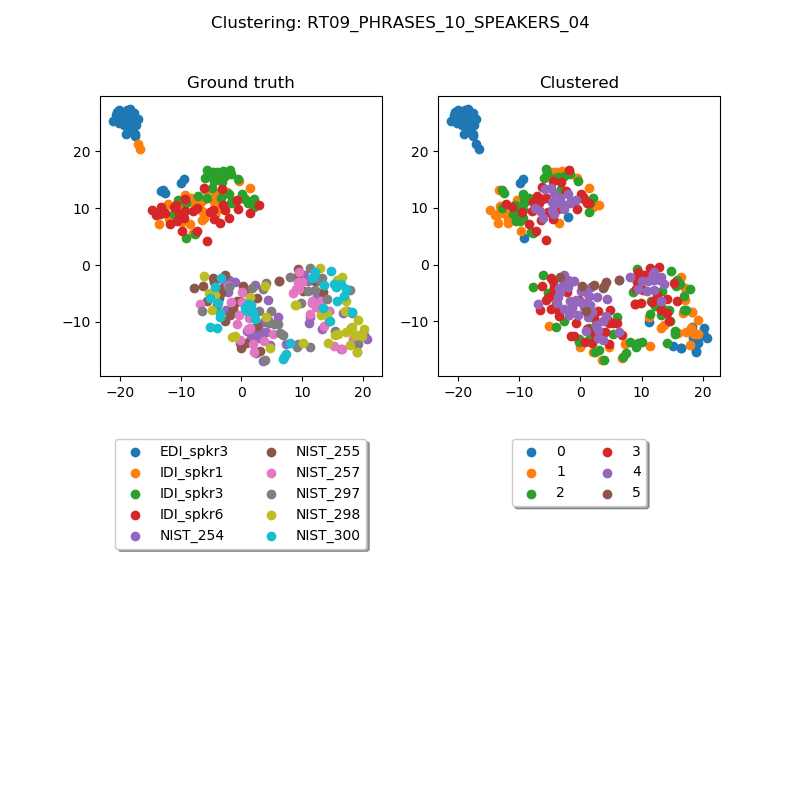 Clustering: RT09_PHRASES_10_SPEAKERS_04
Ground truth
Clustered
20
10
0
−10
−20 −10 0 10 20
20
10
0
−10
−20 −10 0 10 20
EDI_spkr3 NIST_255
IDI_spkr1 NIST_257
IDI_spkr3 NIST_297
IDI_spkr6 NIST_298
NIST_254 NIST_300
0 3
1 4
2 5